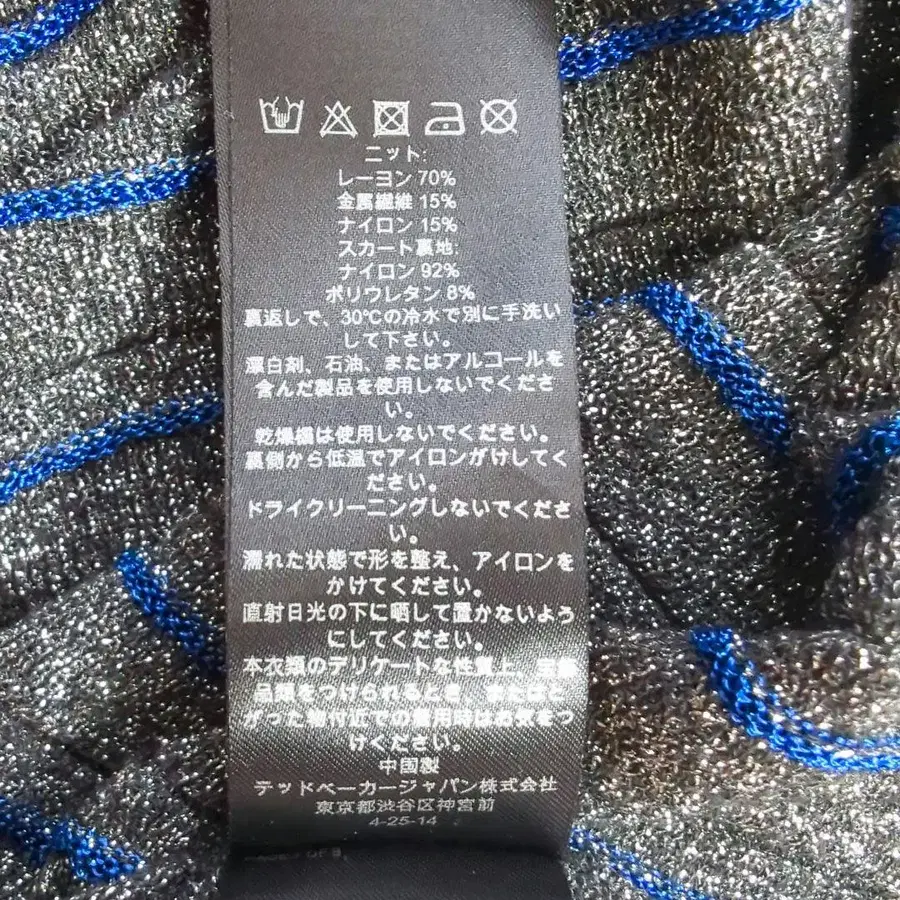 ニット:
レーヨン 70%
金属繊維 15%
ナイロン 15%
スカート裏地:
ナイロン 92%
ポリウレタン 8%
裏返しで、30℃の冷水で別に手洗い
して下さい。
漂白剤、石油、またはアルコールを
含んだ製品を使用しないでくださ
い。
乾燥機は使用しないでください。
裏側から低温でアイロンがけしてく
ださい。
ドライクリーニングしないでくださ
い。
濡れた状態で形を整え、アイロンを
かけてください。
直射日光の下に晒して置かないよう
にしてください。
本衣類のデリケートな性質上、
品類をつけられるとき、またはと
がった物付近での着用時はお気をつ
けください。
中国製
テッドベーカージャパン株式会社
東京都渋谷区神宮前
4-25-14